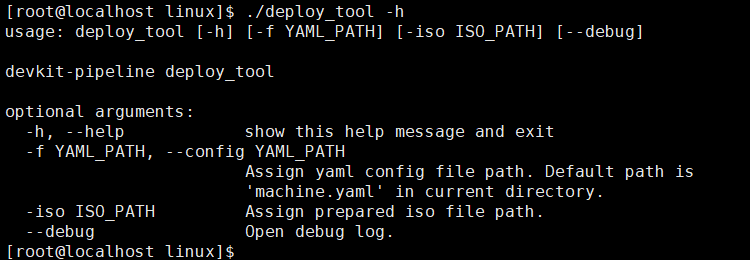 [root@localhost linux]$ ./deploy_tool -h
usage: deploy_tool [-h] [-f YAML_PATH] [-iso ISO_PATH] [--debug]
devkit-pipeline deploy_tool
optional arguments:
-h, --help show this help message and exit
-f YAML_PATH, --config YAML_PATH
Assign yaml config file path. Default path is
'machine.yaml' in current directory.
-iso ISO_PATH Assign prepared iso file path.
--debug Open debug log.
[root@localhost linux]$